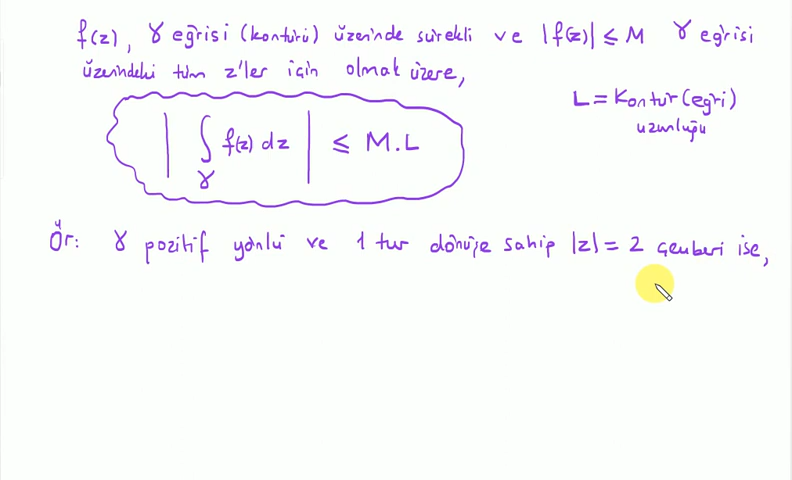 f(z), γ eğrisi (konturu) üzerinde sürekli ve |f(z)| ≤ M γ eğrisi
üzerindeki tüm z'ler için olmak üzere,
L = Kontur (eğri)
uzunluğu
| ∫γ f(z) dz | ≤ M.L
Ör: γ pozitif yönlü ve 1 tur dönüşe sahip |z| = 2 çemberi ise,